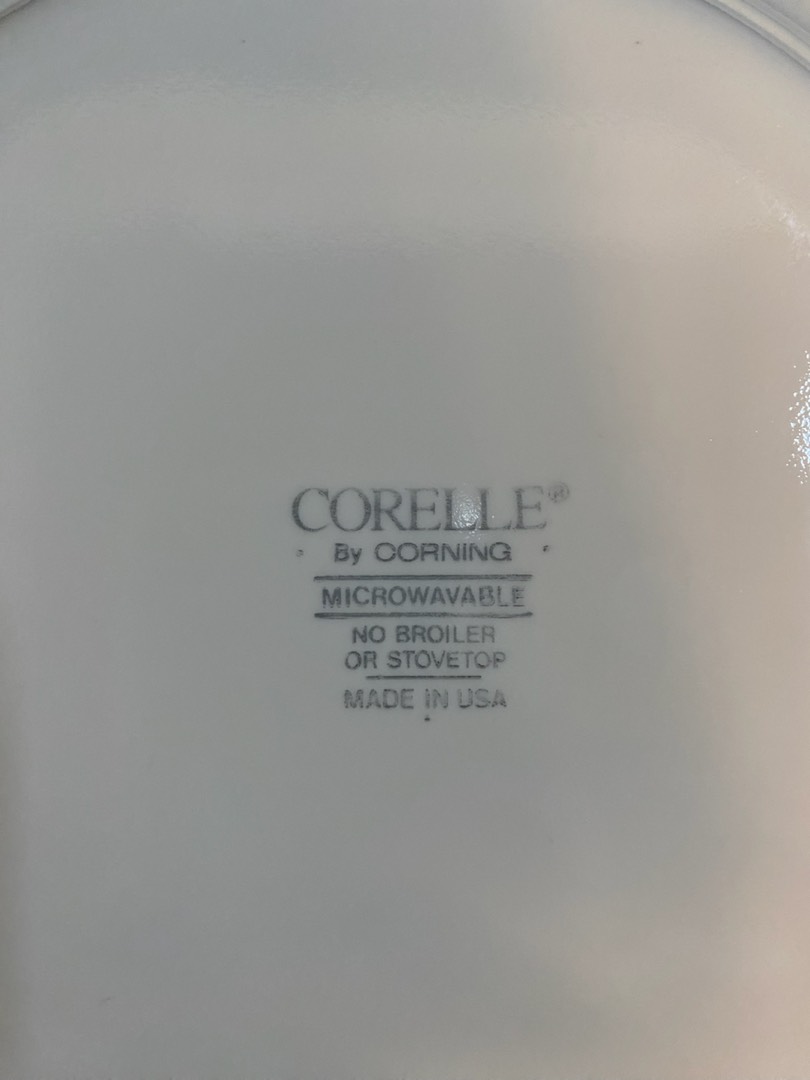 CORELLE®
By CORNING
MICROWAVABLE
NO BROILER
OR STOVETOP
MADE IN USA